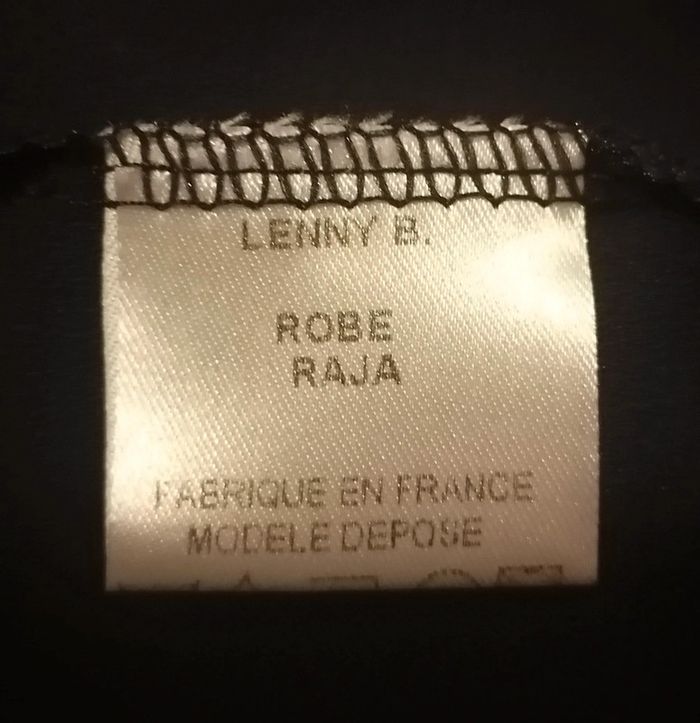 LENNY B.
ROBE
RAJA
FABRIQUE EN FRANCE
MODELE DEPOSE